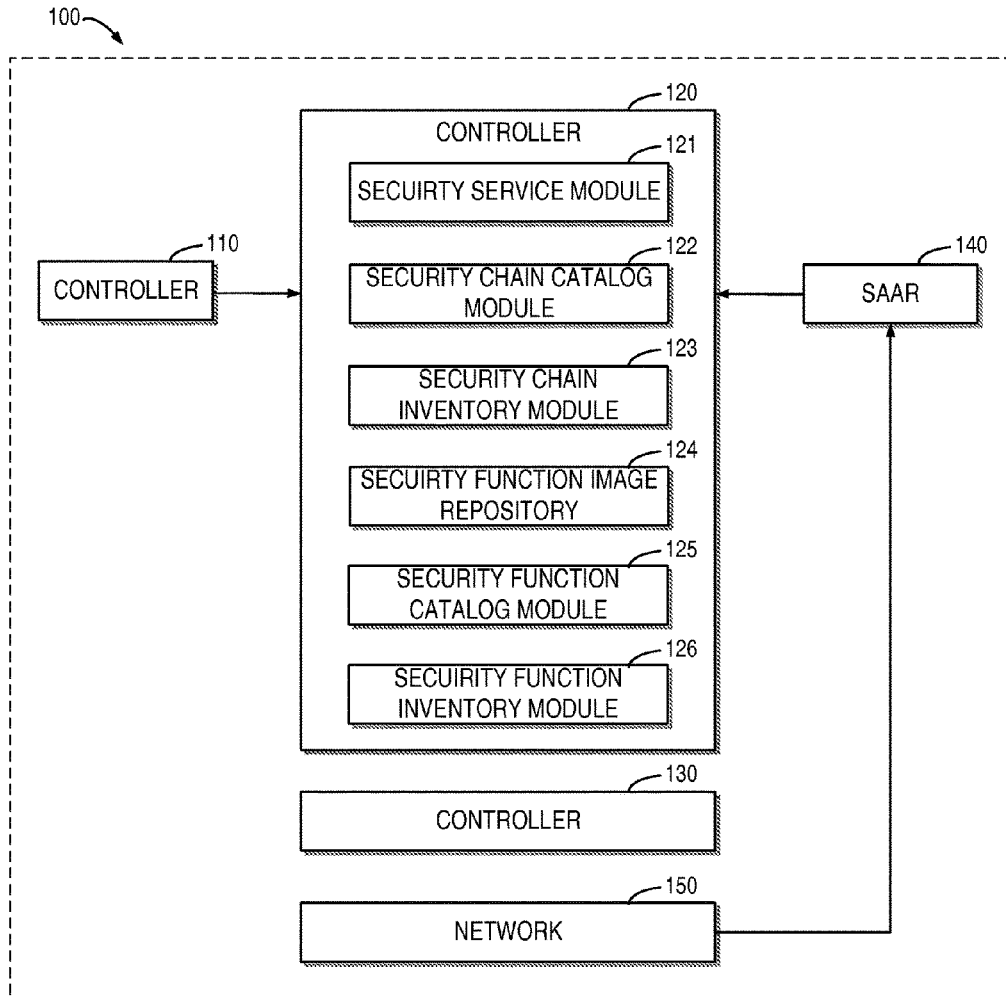 100
120
CONTROLLER
121
SECUIRTY SERVICE MODULE
110
CONTROLLER
122
SECURITY CHAIN CATALOG
MODULE
140
SAAR
123
SECURITY CHAIN
INVENTORY MODULE
124
SECUIRTY FUNCTION IMAGE
REPOSITORY
125
SECURITY FUNCTION
CATALOG MODULE
126
SECUIRITY FUNCTION
INVENTORY MODULE
130
CONTROLLER
150
NETWORK